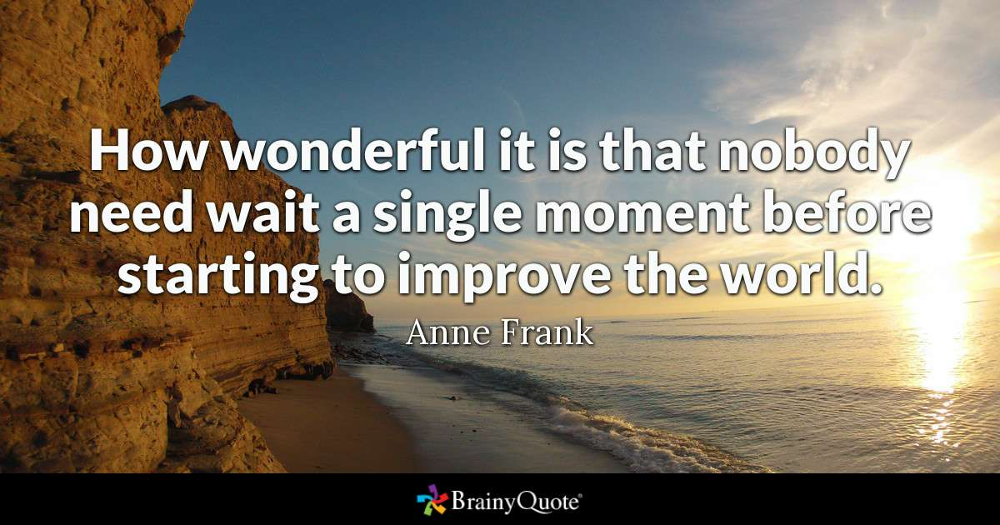 How wonderful it is that nobody
need wait a single moment before
starting to improve the world.
Anne Frank
BrainyQuote®